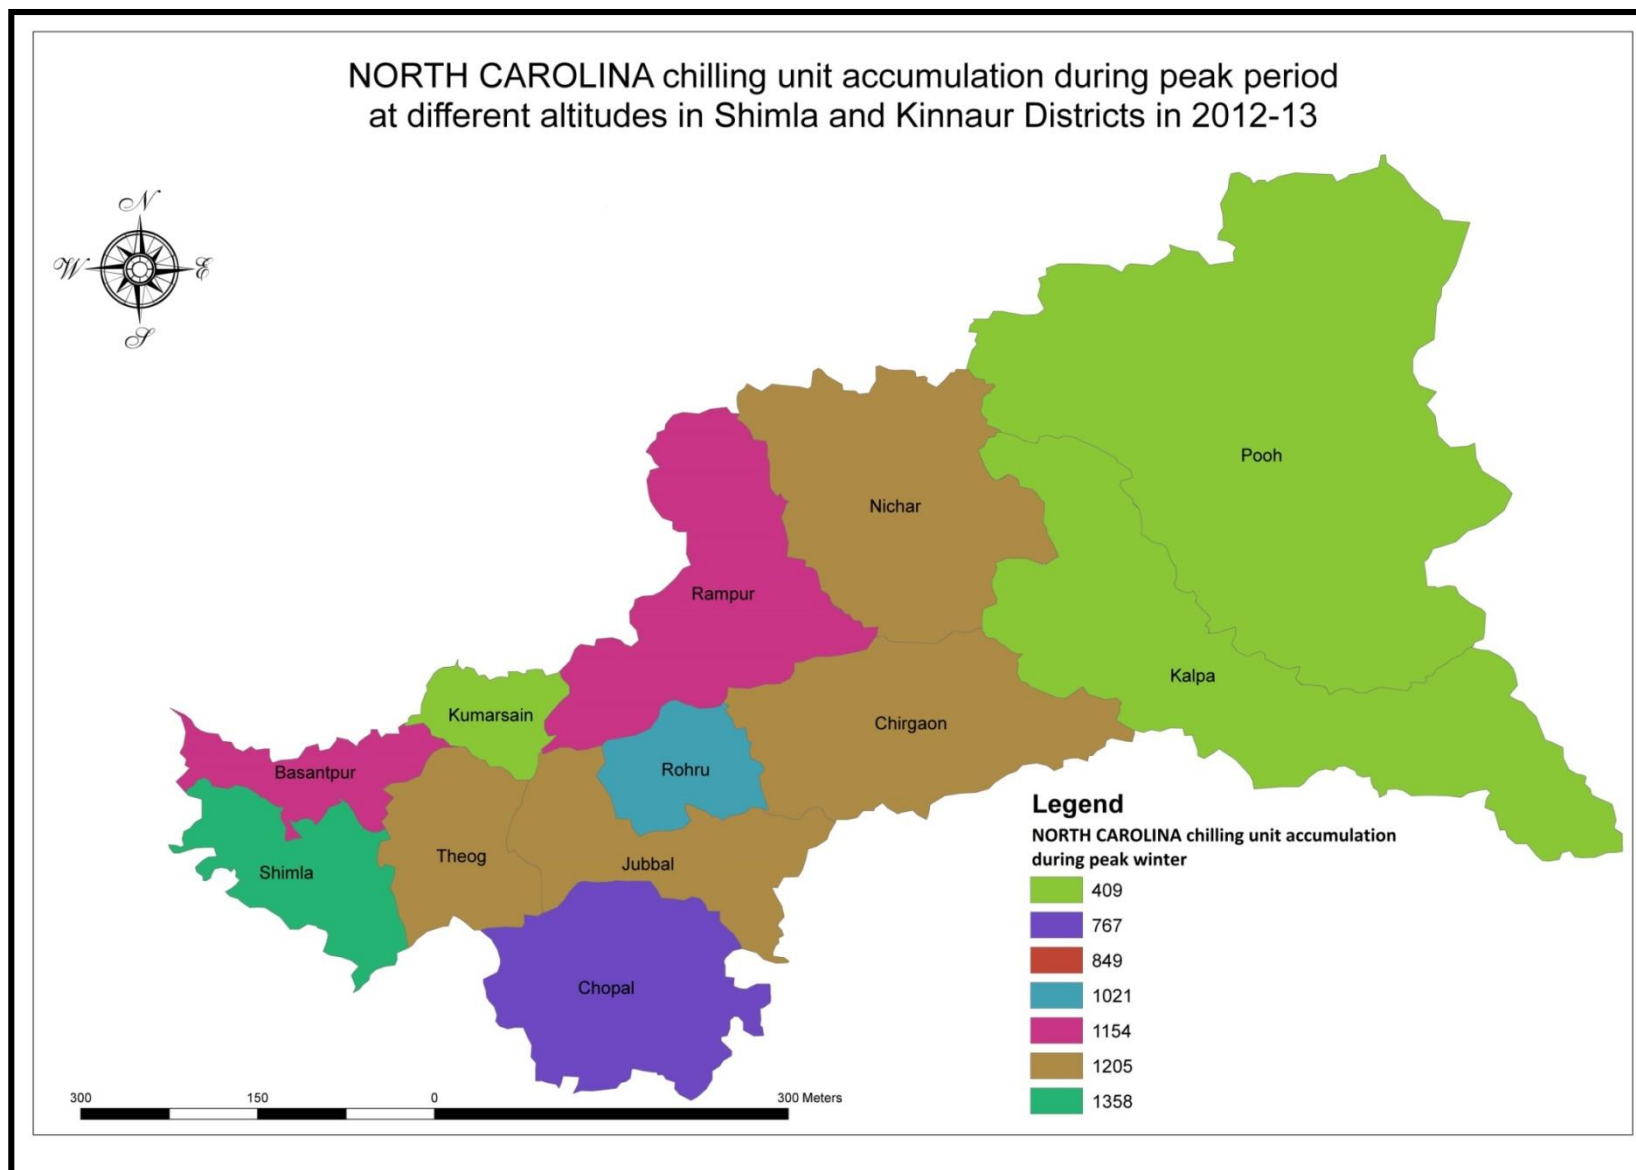 NORTH CAROLINA chilling unit accumulation during peak period
at different altitudes in Shimla and Kinnaur Districts in 2012-13
N
W
E
S
Pooh
Nichar
Rampur
Kalpa
Kumarsain
Chirgaon
Basantpur
Rohru
Theog
Jubbal
Shimla
Chopal
Legend
NORTH CAROLINA chilling unit accumulation
during peak winter
409
767
849
1021
1154
1205
1358
300 150 0 300 Meters